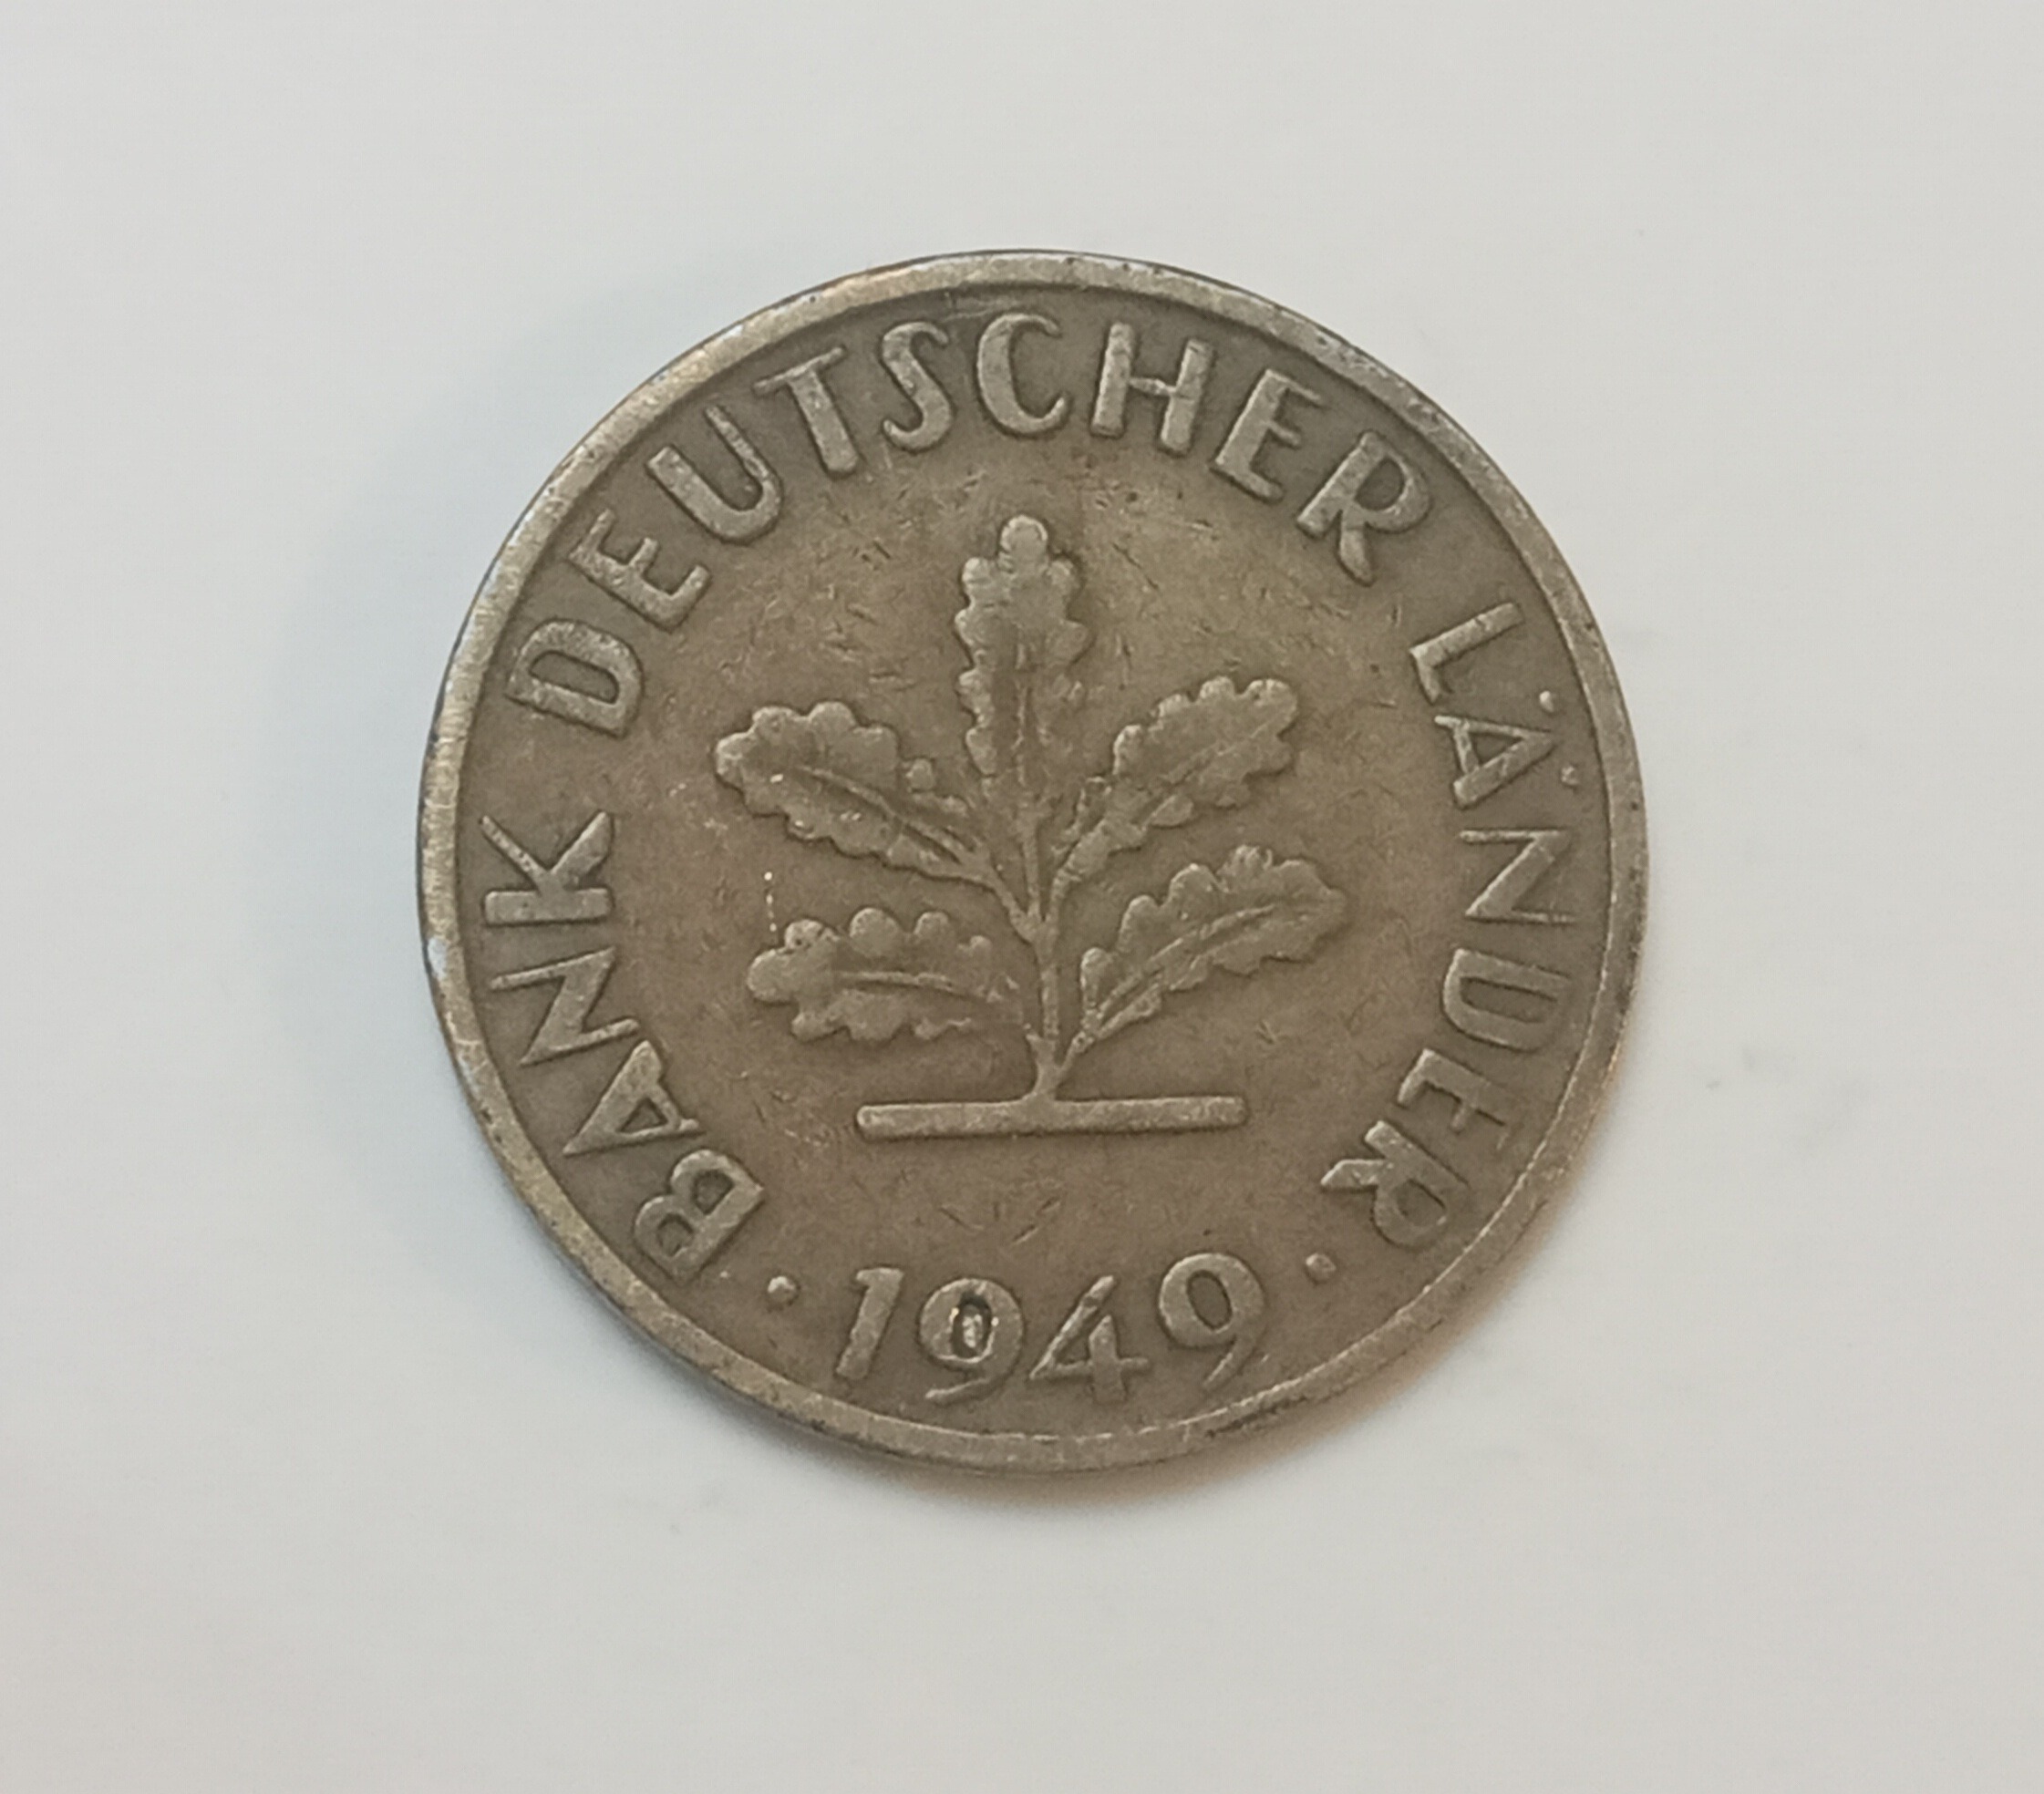 BANK DEUTSCHER LÄNDER
· 1949 ·